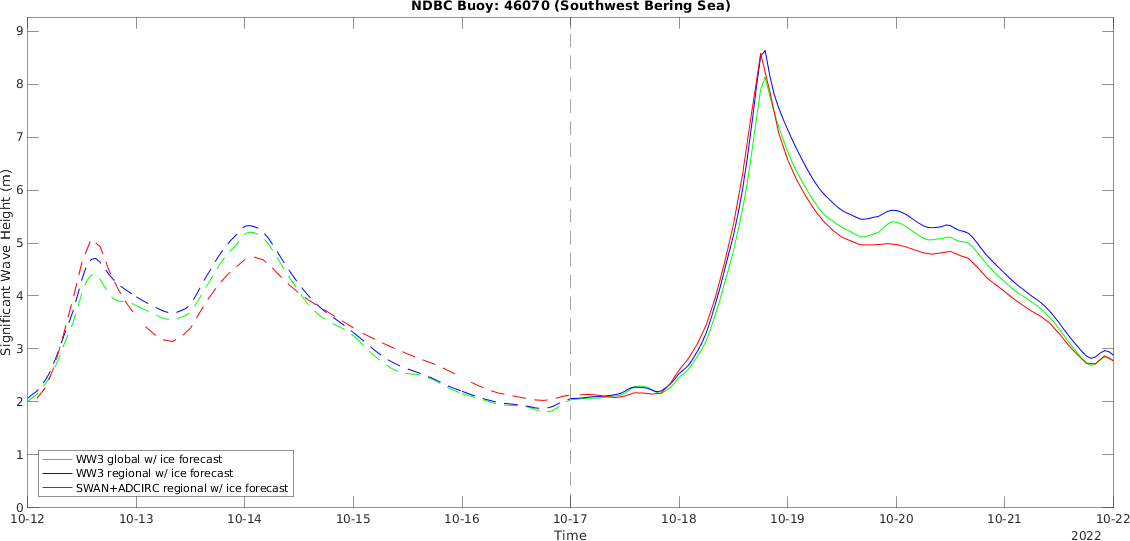 NDBC Buoy: 46070 (Southwest Bering Sea)
Significant Wave Height (m)
9
8
7
6
5
4
3
2
1
0
WW3 global w/ ice forecast
WW3 regional w/ ice forecast
SWAN+ADCIRC regional w/ ice forecast
10-12 10-13 10-14 10-15 10-16 10-17 10-18 10-19 10-20 10-21 10-22
Time
2022